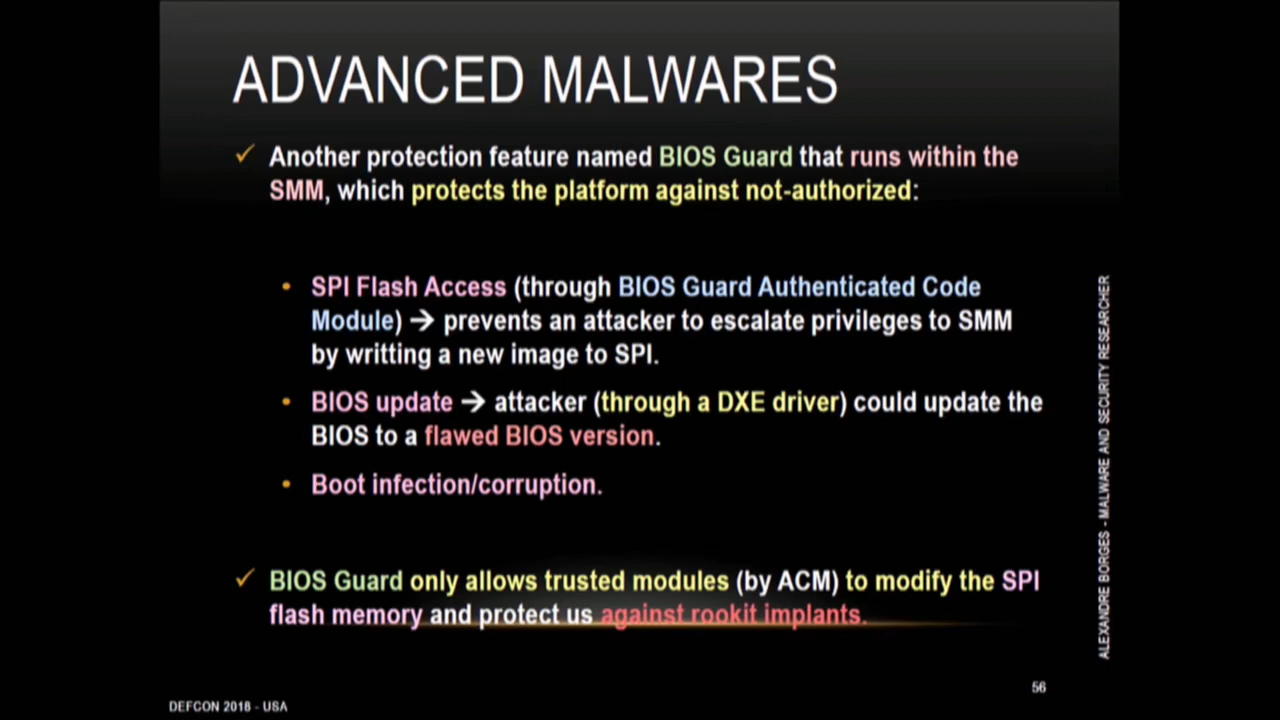 ADVANCED MALWARES
✓ Another protection feature named BIOS Guard that runs within the
SMM, which protects the platform against not-authorized:
• SPI Flash Access (through BIOS Guard Authenticated Code
Module) → prevents an attacker to escalate privileges to SMM
by writting a new image to SPI.
• BIOS update → attacker (through a DXE driver) could update the
BIOS to a flawed BIOS version.
• Boot infection/corruption.
✓ BIOS Guard only allows trusted modules (by ACM) to modify the SPI
flash memory and protect us against rookit implants.
ALEXANDRE BORGES - MALWARE AND SECURITY RESEARCHER
56
DEFCON 2018 - USA